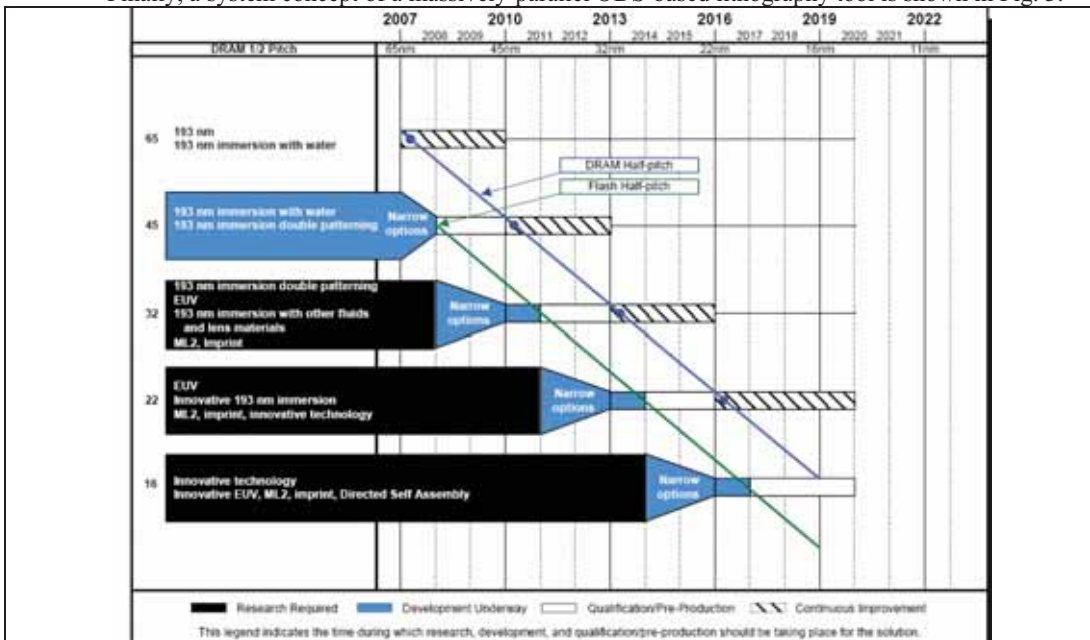 Finally, a system concept of a massively-parallel ODS-based lithography tool is shown in Fig. 5.
2007 2010 2013 2016 2019 2022
2008 2009 2011 2012 2014 2015 2017 2018 2020 2021
DRAM 1/2 Pitch 65nm 45nm 32nm 22nm 16nm 11nm
65 193 nm
193 nm immersion with water
DRAM Half-pitch
Flash Half-pitch
45 193 nm immersion with water
193 nm immersion double patterning
Narrow
options
32 193 nm immersion double patterning
EUV
193 nm immersion with other fluids
and lens materials
ML2, Imprint
Narrow
options
22 EUV
Innovative 193 nm immersion
ML2, imprint, innovative technology
Narrow
options
16 Innovative technology
Innovative EUV, ML2, imprint, Directed Self Assembly
Narrow
options
Research Required Development Underway Qualification/Pre-Production Continuous Improvement
This legend indicates the time during which research, development, and qualification/pre-production should be taking place for the solution.